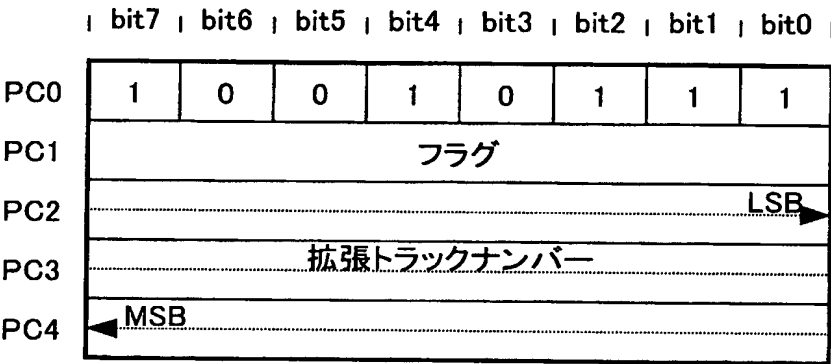 bit7 bit6 bit5 bit4 bit3 bit2 bit1 bit0
PC0 1 0 0 1 0 1 1 1
PC1 フラグ
PC2 LSB
PC3 拡張トラックナンバー
PC4 MSB